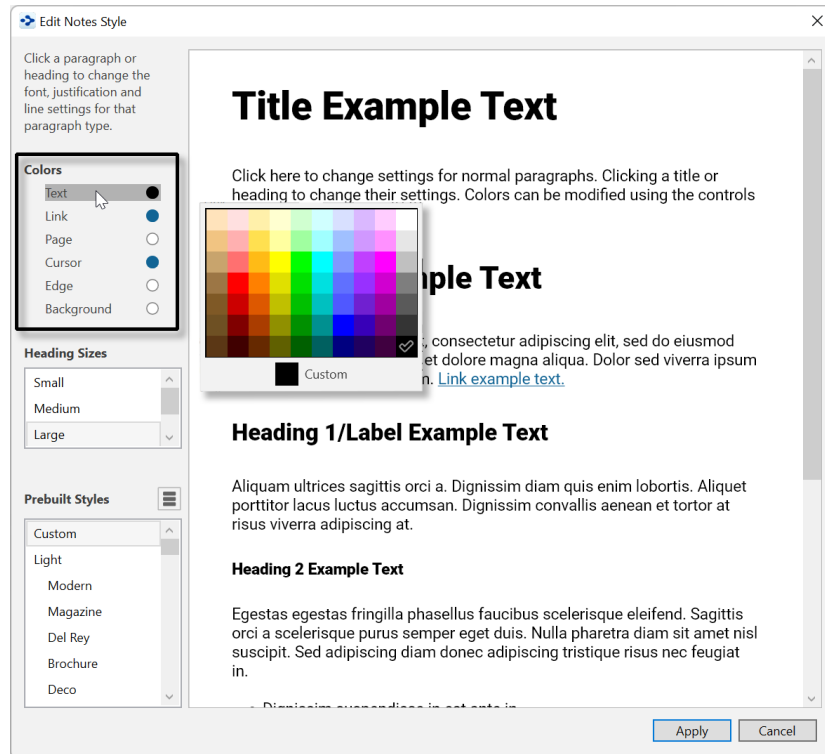 Edit Notes Style
Click a paragraph or
heading to change the
font, justification and
line settings for that
paragraph type.
Colors
Text
Link
Page
Cursor
Edge
Background
Heading Sizes
Small
Medium
Large
Prebuilt Styles
Custom
Light
Modern
Magazine
Del Rey
Brochure
Deco
Title Example Text
Click here to change settings for normal paragraphs. Clicking a title or
heading to change their settings. Colors can be modified using the controls
Custom
Text
, consectetur adipiscing elit, sed do eiusmod
et dolore magna aliqua. Dolor sed viverra ipsum
Link example text.
Heading 1/Label Example Text
Aliquam ultrices sagittis orci a. Dignissim diam quis enim lobortis. Aliquet
porttitor lacus luctus accumsan. Dignissim convallis aenean et tortor at
risus viverra adipiscing at.
Heading 2 Example Text
Egestas egestas fringilla phasellus faucibus scelerisque eleifend. Sagittis
orci a scelerisque purus semper eget duis. Nulla pharetra diam sit amet nisl
suscipit. Sed adipiscing diam donec adipiscing tristique risus nec feugiat
in.
Apply
Cancel